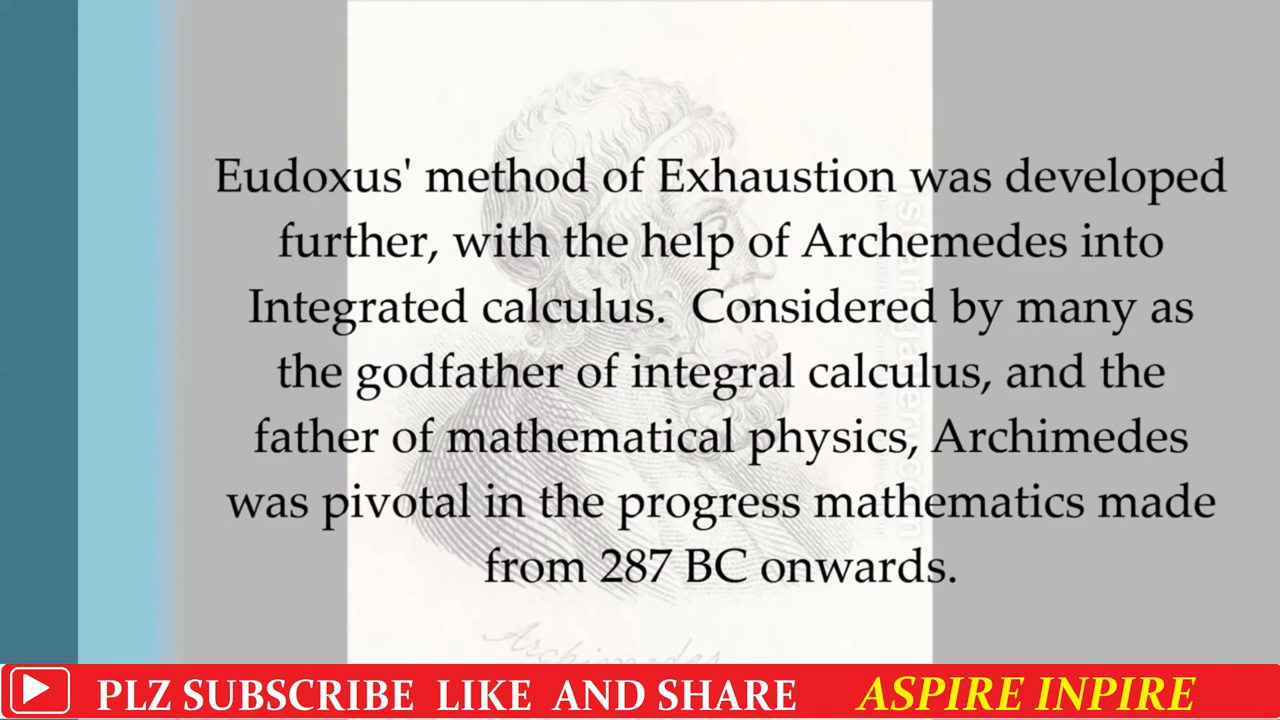 Eudoxus' method of Exhaustion was developed
further, with the help of Archemedes into
Integrated calculus.  Considered by many as
the godfather of integral calculus, and the
father of mathematical physics, Archimedes
was pivotal in the progress mathematics made
from 287 BC onwards.
Archimedes
PLZ SUBSCRIBE LIKE AND SHARE ASPIRE INPIRE